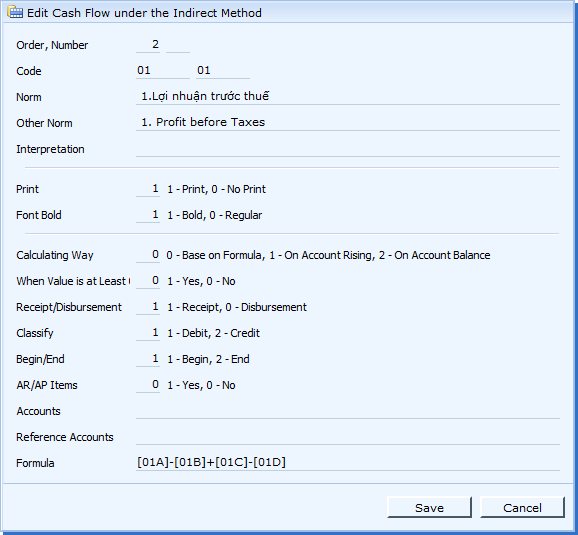 Edit Cash Flow under the Indirect Method
Order, Number 2
Code 01 01
Norm 1.Lợi nhuận trước thuế
Other Norm 1. Profit before Taxes
Interpretation
Print 1 1 - Print, 0 - No Print
Font Bold 1 1 - Bold, 0 - Regular
Calculating Way 0 0 - Base on Formula, 1 - On Account Rising, 2 - On Account Balance
When Value is at Least 0 1 - Yes, 0 - No
Receipt/Disbursement 1 1 - Receipt, 0 - Disbursement
Classify 1 1 - Debit, 2 - Credit
Begin/End 1 1 - Begin, 2 - End
AR/AP Items 0 1 - Yes, 0 - No
Accounts
Reference Accounts
Formula [01A]-[01B]+[01C]-[01D]
Save Cancel